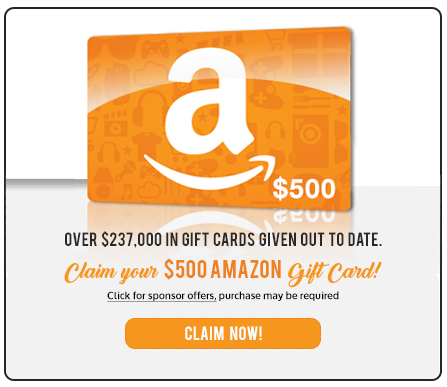 a
$500
OVER $237,000 IN GIFT CARDS GIVEN OUT TO DATE.
Claim your $500 AMAZON Gift Card!
Click for sponsor offers, purchase may be required
CLAIM NOW!